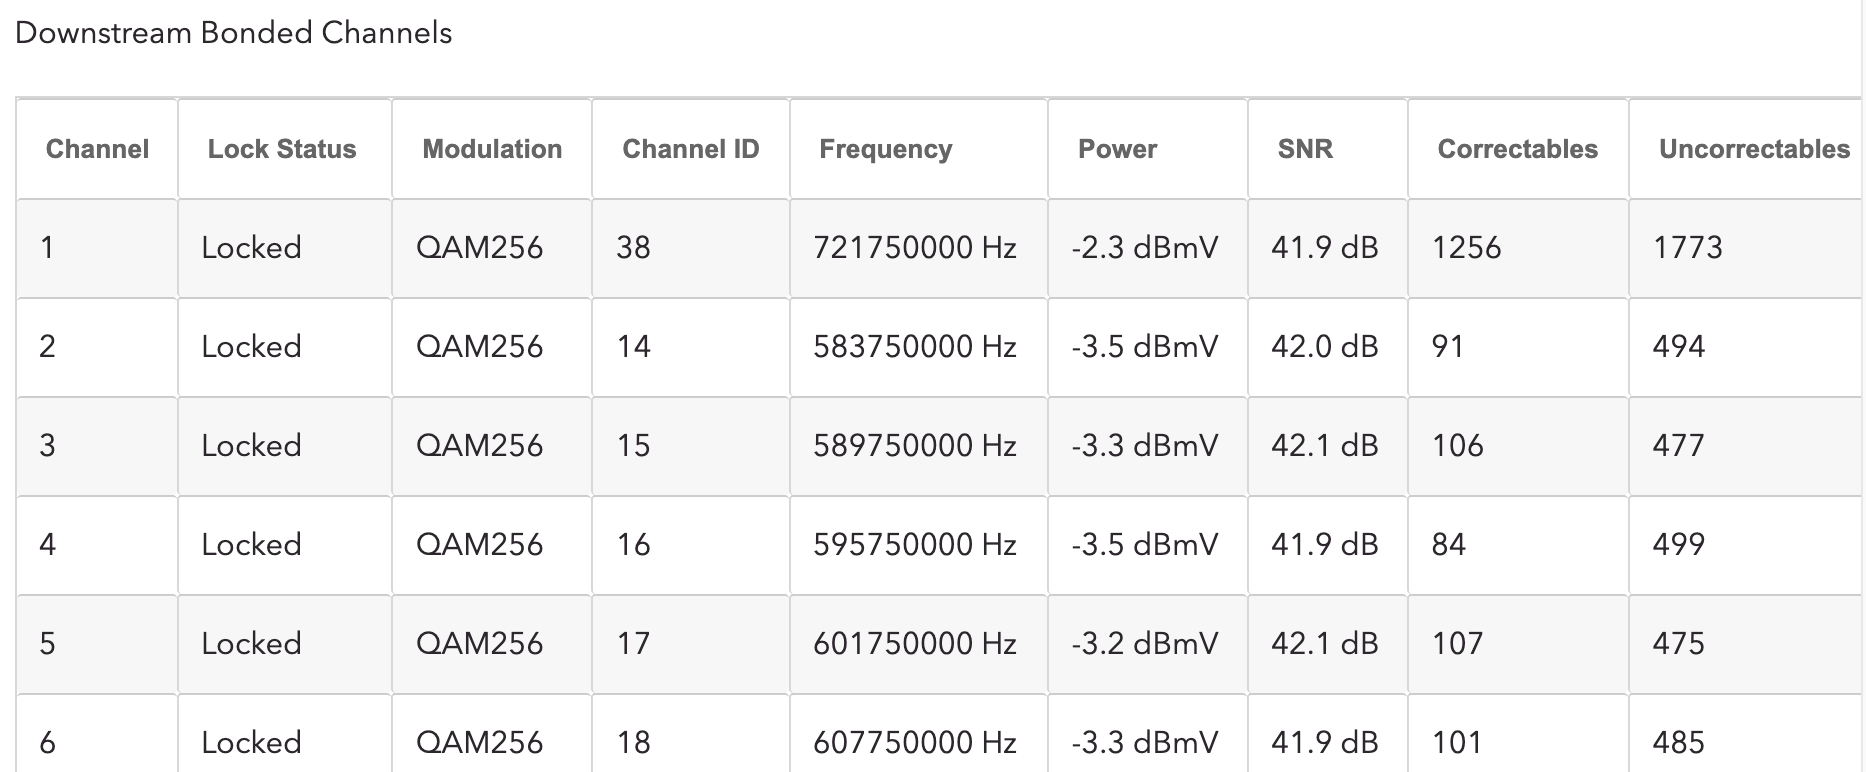 Downstream Bonded Channels
Channel Lock Status Modulation Channel ID Frequency Power SNR Correctables Uncorrectables
1 Locked QAM256 38 721750000 Hz -2.3 dBmV 41.9 dB 1256 1773
2 Locked QAM256 14 583750000 Hz -3.5 dBmV 42.0 dB 91 494
3 Locked QAM256 15 589750000 Hz -3.3 dBmV 42.1 dB 106 477
4 Locked QAM256 16 595750000 Hz -3.5 dBmV 41.9 dB 84 499
5 Locked QAM256 17 601750000 Hz -3.2 dBmV 42.1 dB 107 475
6 Locked QAM256 18 607750000 Hz -3.3 dBmV 41.9 dB 101 485